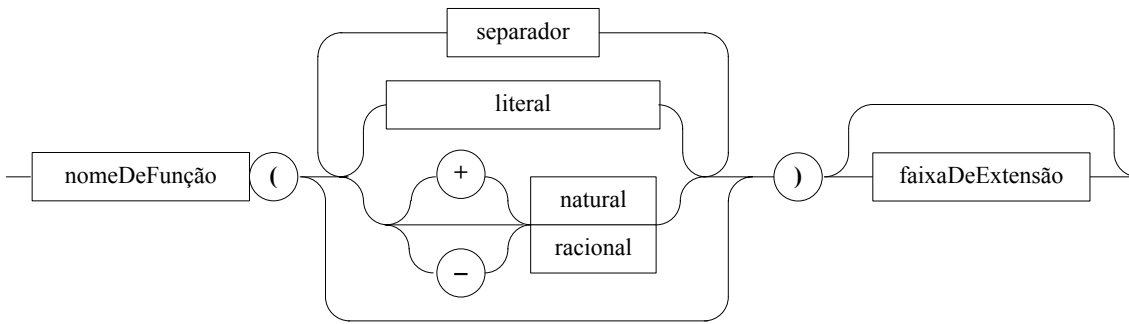 separador
literal
nomeDeFunção ( + natural ) faixaDeExtensão
− racional